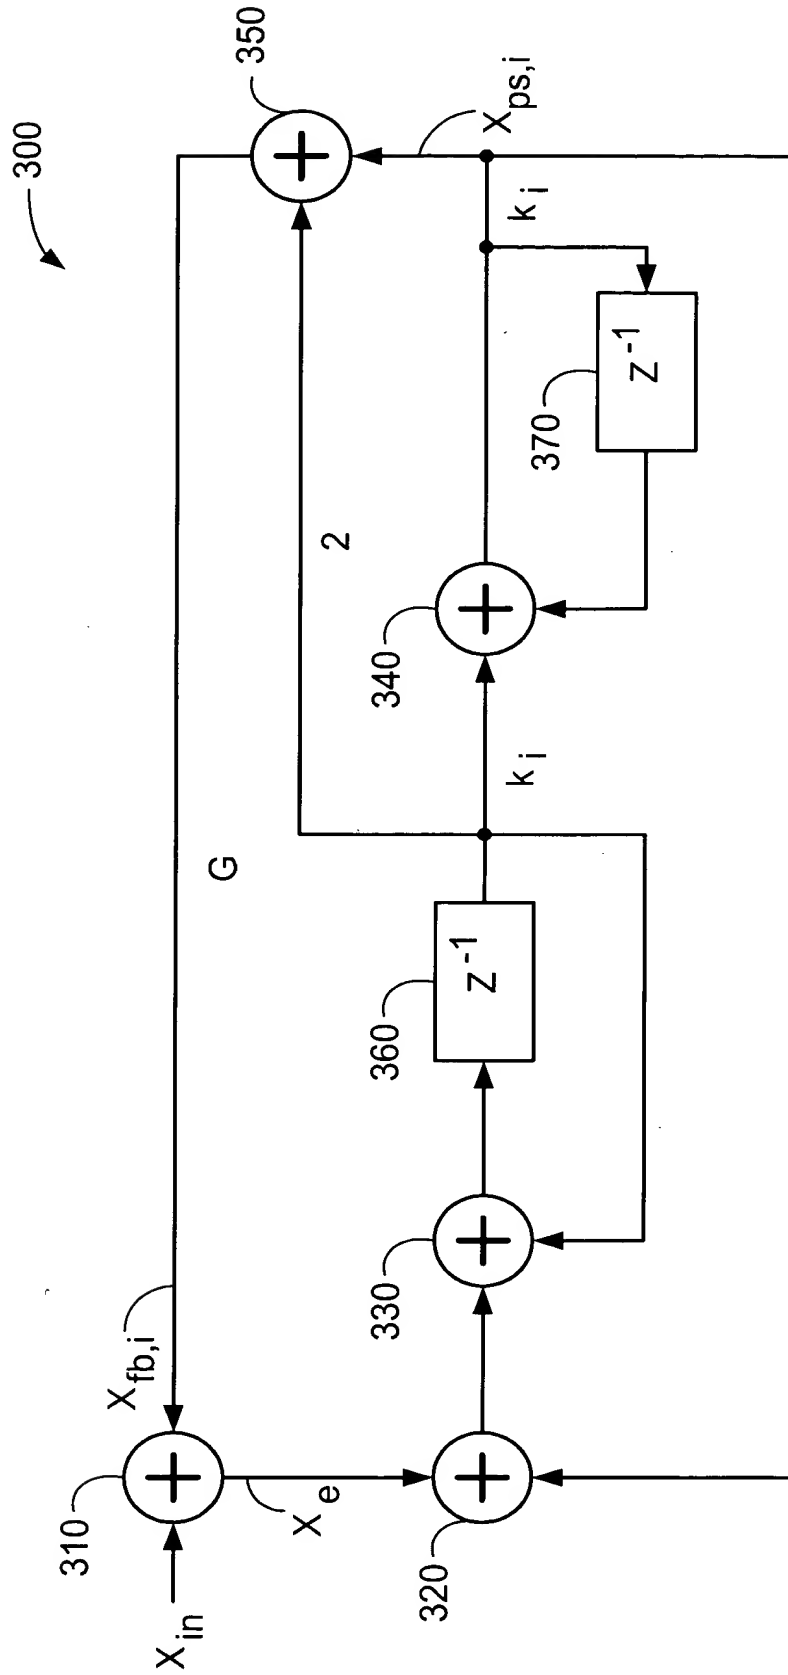 300
350
X_ps,i
k_i
Z^-1
370
2
340
k_i
G
Z^-1
360
330
X_fb,i
310
X_e
320
X_in